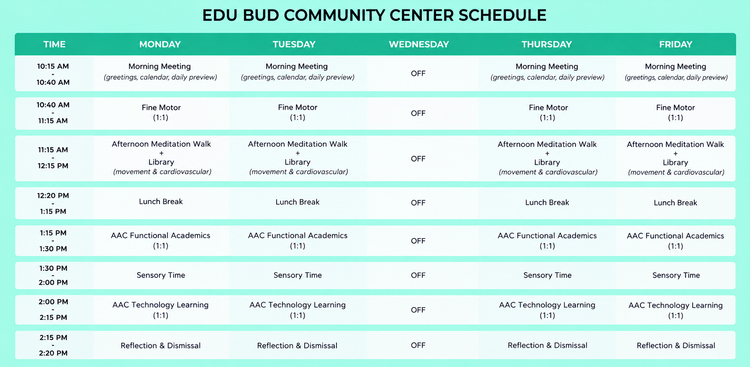 EDU BUD COMMUNITY CENTER SCHEDULE
TIME MONDAY TUESDAY WEDNESDAY THURSDAY FRIDAY
10:15 AM - 10:40 AM
Morning Meeting
(greetings, calendar, daily preview)
Morning Meeting
(greetings, calendar, daily preview)
OFF
Morning Meeting
(greetings, calendar, daily preview)
Morning Meeting
(greetings, calendar, daily preview)
10:40 AM - 11:15 AM
Fine Motor
(1:1)
Fine Motor
(1:1)
OFF
Fine Motor
(1:1)
Fine Motor
(1:1)
11:15 AM - 12:15 PM
Afternoon Meditation Walk
+
Library
(movement & cardiovascular)
Afternoon Meditation Walk
+
Library
(movement & cardiovascular)
OFF
Afternoon Meditation Walk
+
Library
(movement & cardiovascular)
Afternoon Meditation Walk
+
Library
(movement & cardiovascular)
12:20 PM - 1:15 PM
Lunch Break
Lunch Break
OFF
Lunch Break
Lunch Break
1:15 PM - 1:30 PM
AAC Functional Academics
(1:1)
AAC Functional Academics
(1:1)
OFF
AAC Functional Academics
(1:1)
AAC Functional Academics
(1:1)
1:30 PM - 2:00 PM
Sensory Time
Sensory Time
OFF
Sensory Time
Sensory Time
2:00 PM - 2:15 PM
AAC Technology Learning
(1:1)
AAC Technology Learning
(1:1)
OFF
AAC Technology Learning
(1:1)
AAC Technology Learning
(1:1)
2:15 PM - 2:20 PM
Reflection & Dismissal
Reflection & Dismissal
OFF
Reflection & Dismissal
Reflection & Dismissal